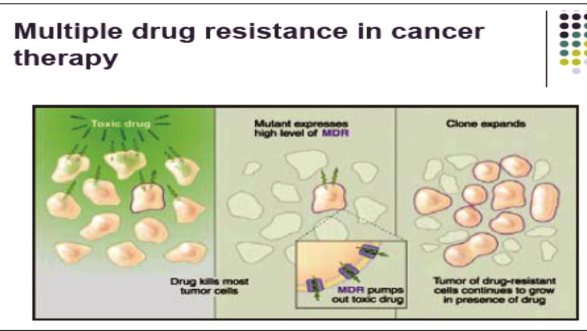 Multiple drug resistance in cancer
therapy
Toxic drug
Drug kills most
tumor cells
Mutant expresses
high level of MDR
MDR pumps
out toxic drug
Clone expands
Tumor of drug-resistant
cells continues to grow
in presence of drug